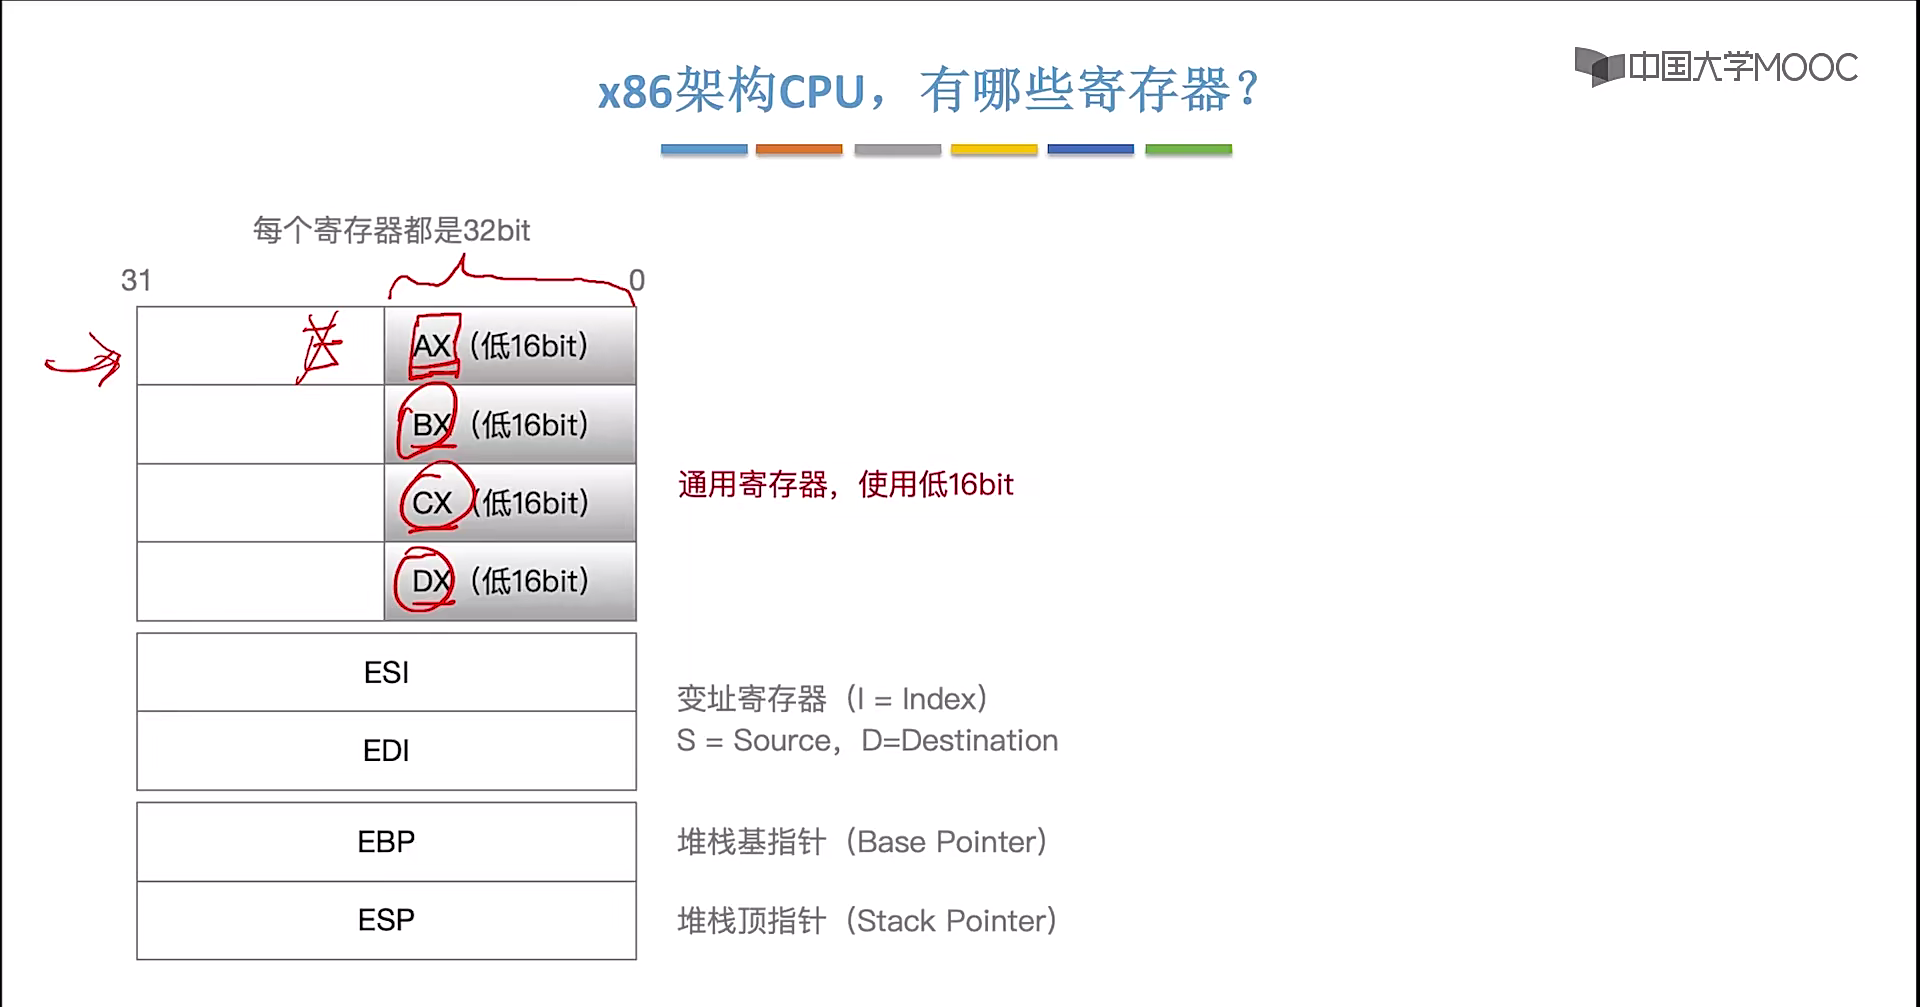 中国大学MOOC
x86架构CPU，有哪些寄存器？
每个寄存器都是32bit
31 0
AX（低16bit）
BX（低16bit）
CX（低16bit）
DX（低16bit）
通用寄存器，使用低16bit
ESI
EDI
变址寄存器（I = Index）
S = Source，D=Destination
EBP
堆栈基指针（Base Pointer）
ESP
堆栈顶指针（Stack Pointer）